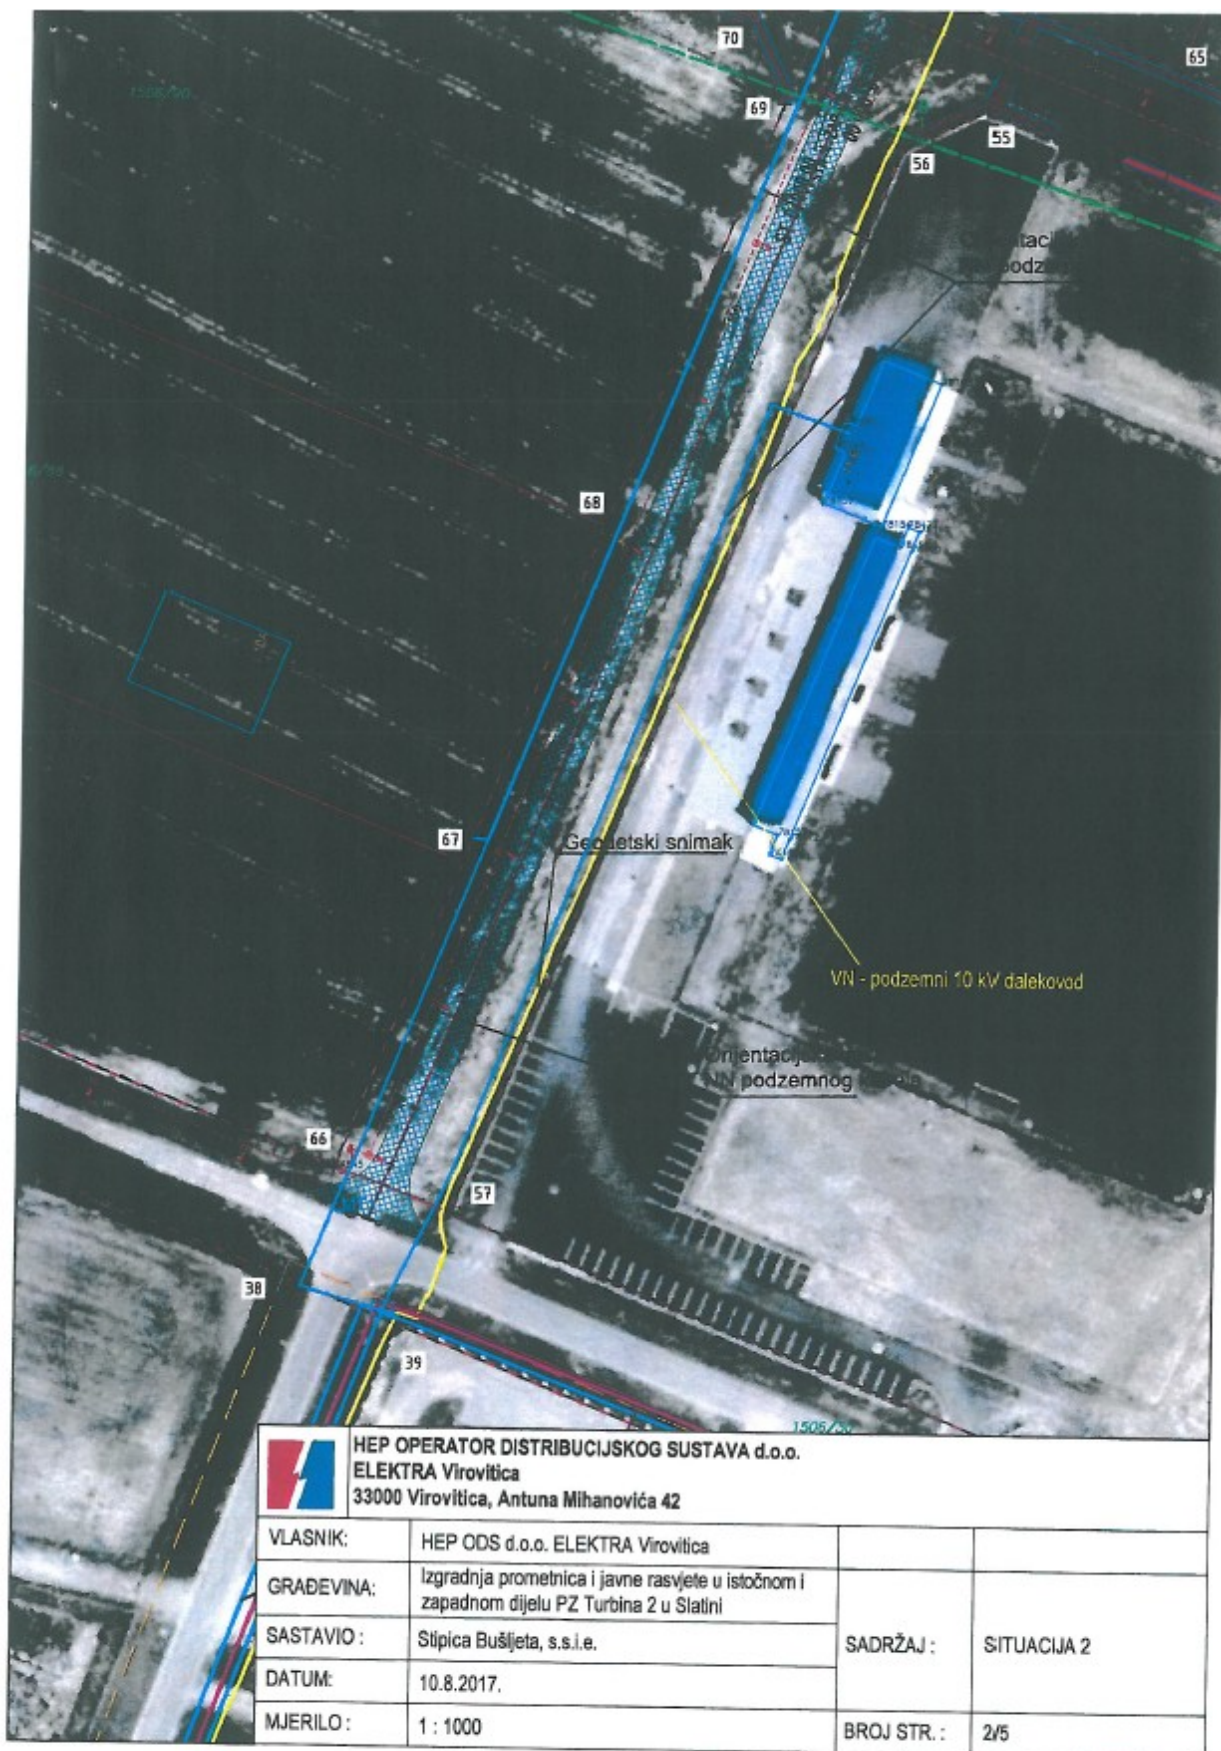 70
65
1506/90
69
55
56
68
67
Geodetski snimak
VN - podzemni 10 kV dalekovod
NN podzemnog
66
57
38
39
HEP OPERATOR DISTRIBUCIJSKOG SUSTAVA d.o.o.
ELEKTRA Virovitica
33000 Virovitica, Antuna Mihanovića 42
VLASNIK: HEP ODS d.o.o. ELEKTRA Virovitica
GRAĐEVINA: Izgradnja prometnica i javne rasvjete u istočnom i
zapadnom dijelu PZ Turbina 2 u Slatini
SASTAVIO : Stipica Bušljeta, s.s.i.e.
SADRŽAJ : SITUACIJA 2
DATUM: 10.8.2017.
MJERILO : 1 : 1000
BROJ STR. : 2/5